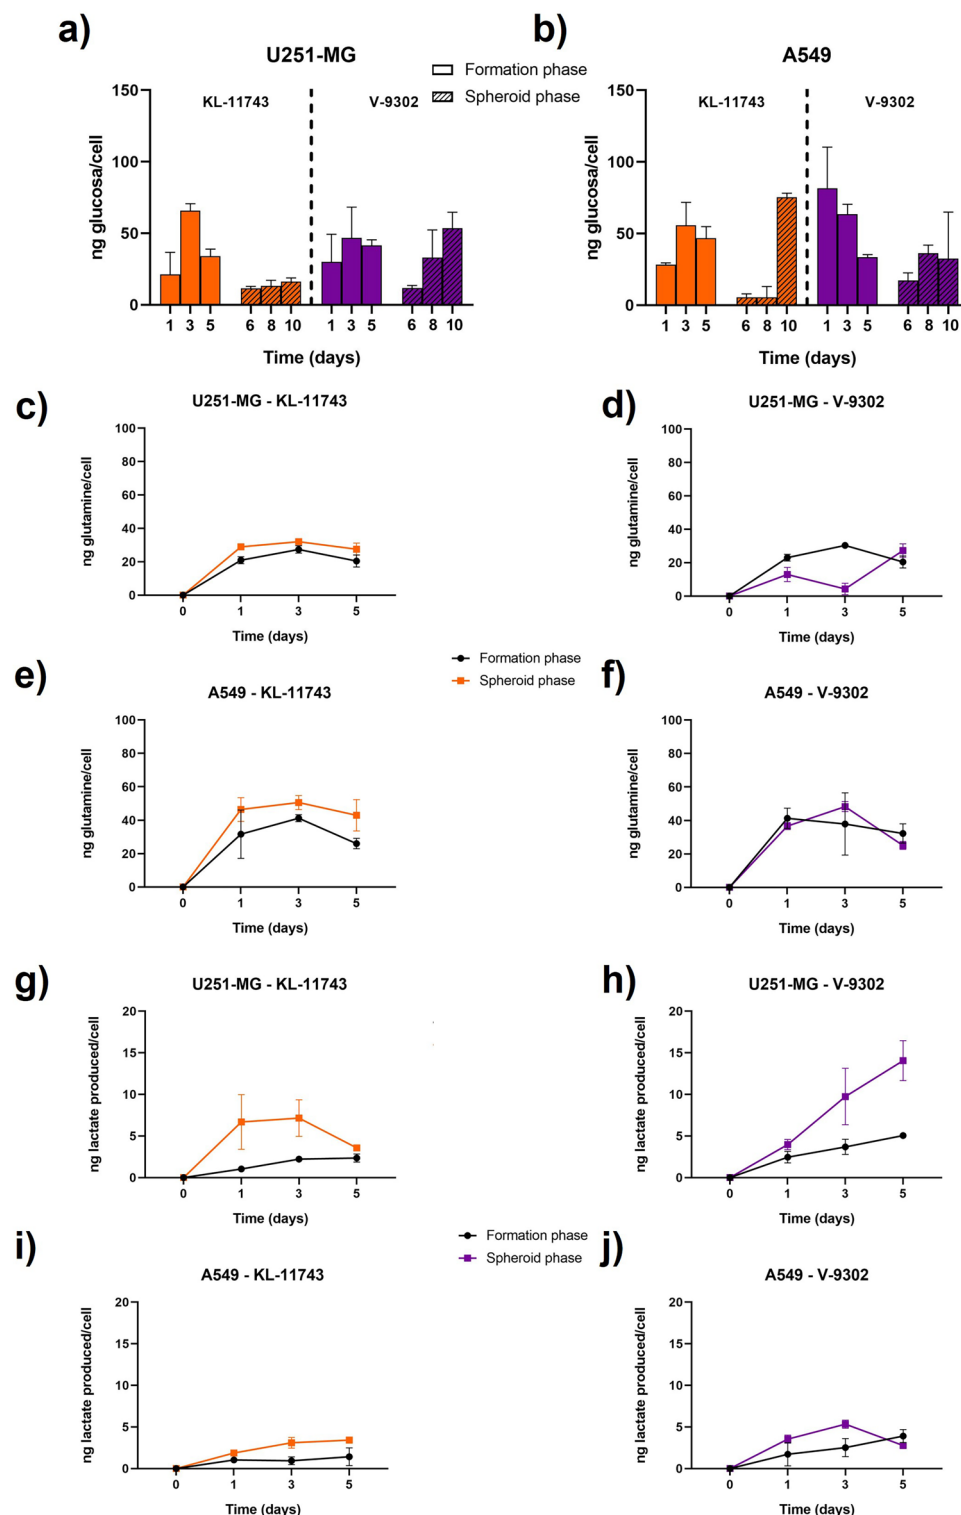 a)
U251-MG
Formation phase
Spheroid phase
b)
A549
150
100
50
0
ng glucosa/cell
KL-11743
V-9302
1 3 5 6 8 10 1 3 5 6 8 10
Time (days)
150
100
50
0
ng glucosa/cell
KL-11743
V-9302
1 3 5 6 8 10 1 3 5 6 8 10
Time (days)
c)
U251-MG - KL-11743
100
80
60
40
20
0
ng glutamine/cell
0 1 3 5
Time (days)
d)
U251-MG - V-9302
100
80
60
40
20
0
ng glutamine/cell
0 1 3 5
Time (days)
Formation phase
Spheroid phase
e)
A549 - KL-11743
100
80
60
40
20
0
ng glutamine/cell
0 1 3 5
Time (days)
f)
A549 - V-9302
100
80
60
40
20
0
ng glutamine/cell
0 1 3 5
Time (days)
g)
U251-MG - KL-11743
20
15
10
5
0
ng lactate produced/cell
0 1 3 5
Time (days)
h)
U251-MG - V-9302
20
15
10
5
0
ng lactate produced/cell
0 1 3 5
Time (days)
Formation phase
Spheroid phase
i)
A549 - KL-11743
20
15
10
5
0
ng lactate produced/cell
0 1 3 5
Time (days)
j)
A549 - V-9302
20
15
10
5
0
ng lactate produced/cell
0 1 3 5
Time (days)